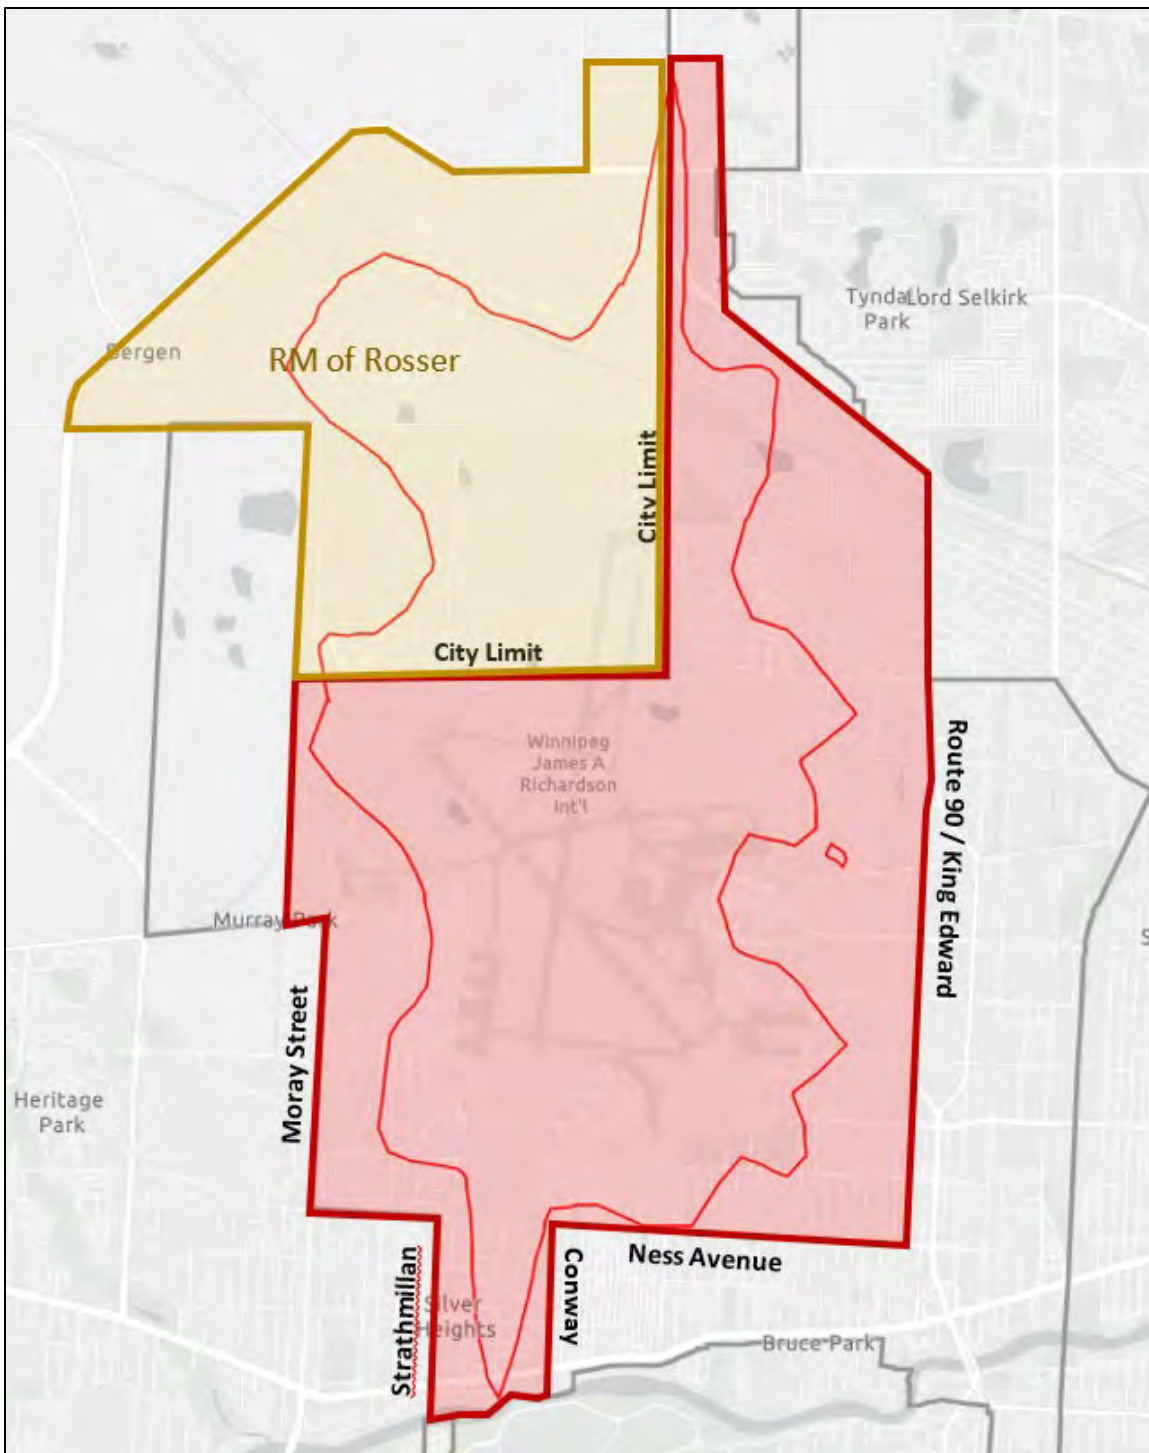 Tyndall
Lord Selkirk
Park
Bergen
RM of Rosser
City Limit
City Limit
Winnipeg
James A
Richardson
Int'l
Route 90 / King Edward
Murray Park
Moray Street
Heritage
Park
Strathmillan
Silver
Heights
Conway
Ness Avenue
Bruce Park
S